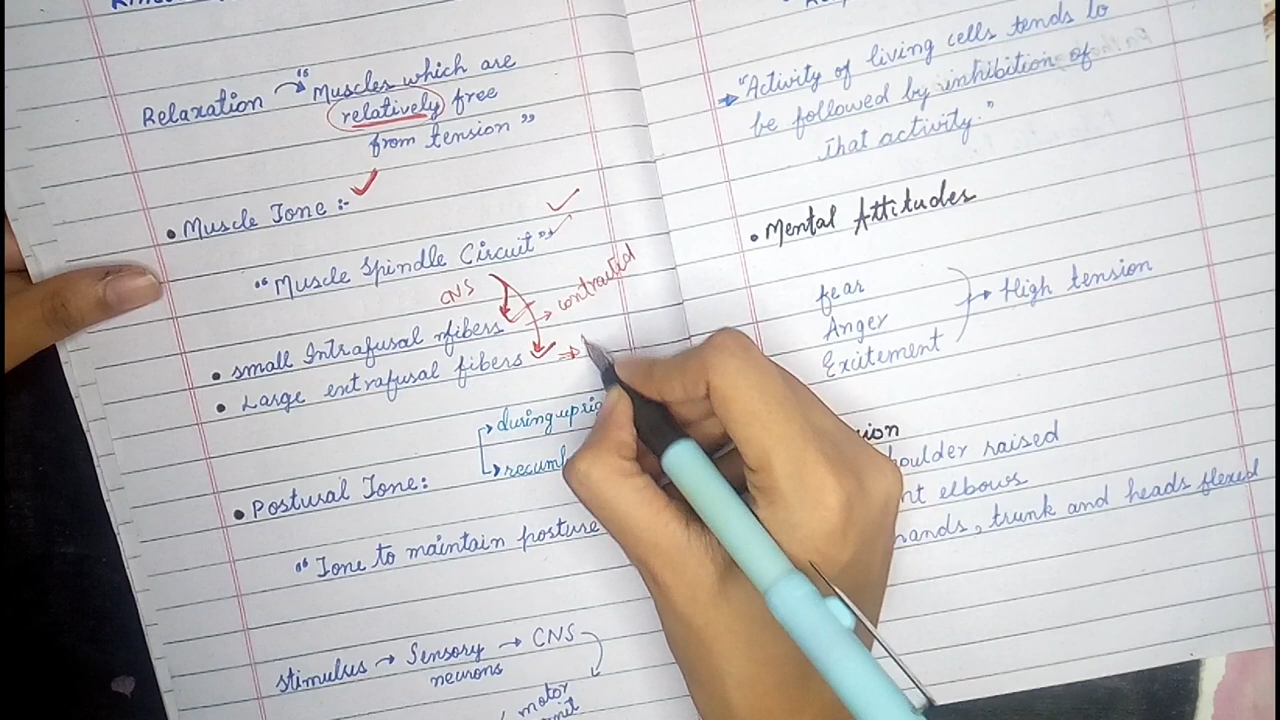 Relaxation → "Muscles which are
relatively free
from tension"
• Muscle Tone :-
"Muscle Spindle Circuit"
CNS
contracted
• small Intrafusal fibers
• Large extrafusal fibers
→ during
• Postural Tone:
"Tone to maintain posture
stimulus → Sensory → CNS
neurons
motor
→ "Activity of living cells tends to
be followed by inhibition of
that activity."
• Mental Attitudes
fear
Anger → High tension
Excitement
houlder raised
elbows
hands, trunk and heads flexed